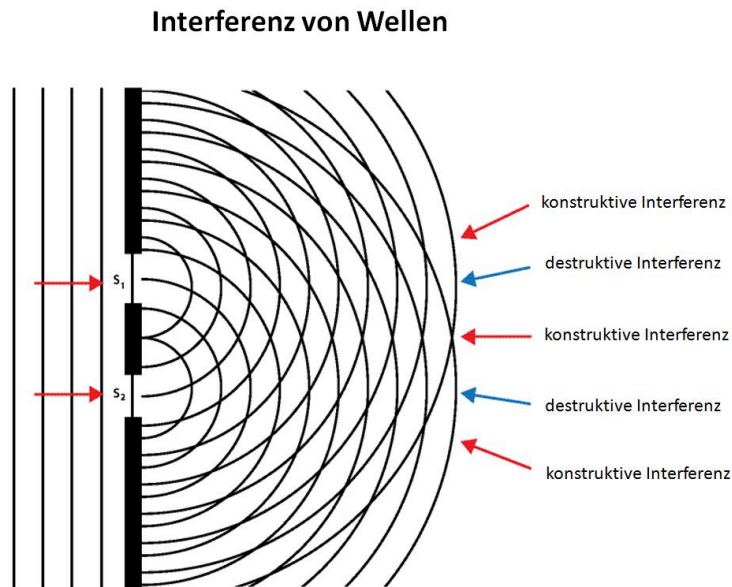 Interferenz von Wellen
konstruktive Interferenz
destruktive Interferenz
S₁
konstruktive Interferenz
S₂
destruktive Interferenz
konstruktive Interferenz